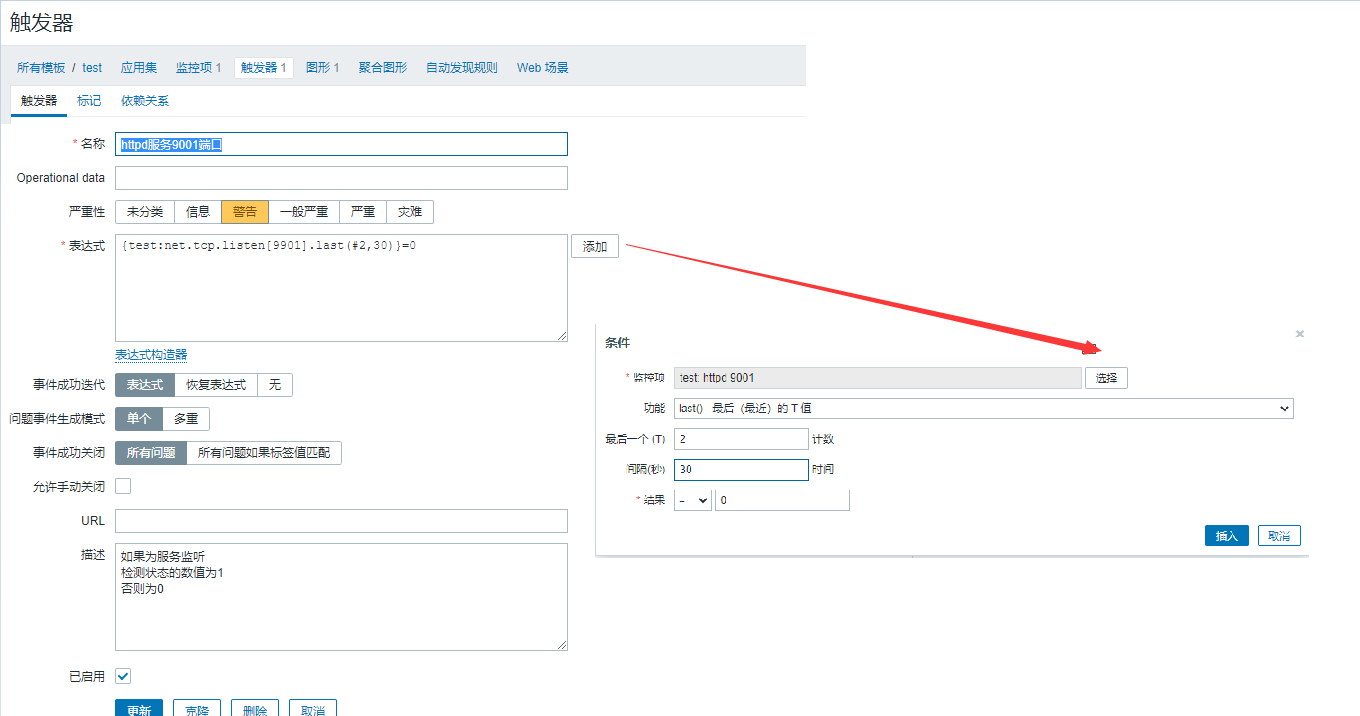 触发器
所有模板 / test 应用集 监控项 1 触发器 1 图形 1 聚合图形 自动发现规则 Web 场景
触发器 标记 依赖关系
* 名称 httpd服务9001端口
Operational data
严重性 未分类 信息 警告 一般严重 严重 灾难
* 表达式 {test:net.tcp.listen[9901].last(#2,30)}=0 添加
表达式构造器
事件成功迭代 表达式 恢复表达式 无
问题事件生成模式 单个 多重
事件成功关闭 所有问题 所有问题如果标签值匹配
允许手动关闭
URL
描述 如果为服务监听
检测状态的数值为1
否则为0
已启用
更新 克隆 删除 取消
条件 ×
* 监控项 test: httpd 9001 选择
功能 last() 最后（最近）的 T 值
最后一个 (T) 2 计数
间隔(秒) 30 时间
* 结果 = 0
插入 取消